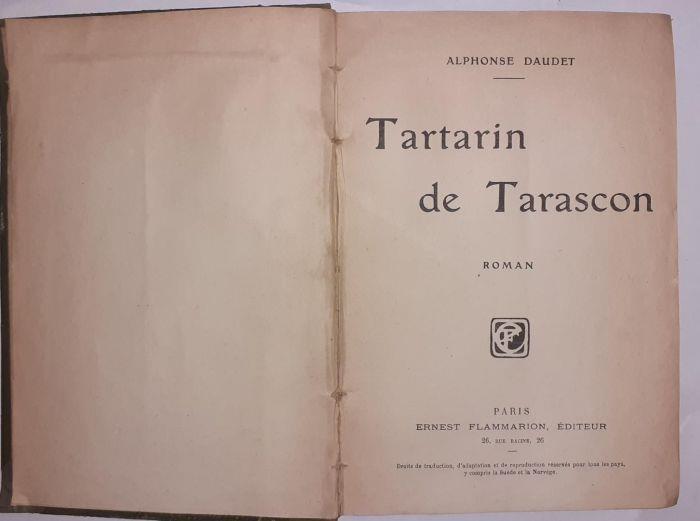 ALPHONSE DAUDET
Tartarin
de Tarascon
ROMAN
PARIS
ERNEST FLAMMARION, ÉDITEUR
26, RUE RACINE, 26
Droits de traduction, d'adaptation et de reproduction réservés pour tous les pays,
y compris la Suède et la Norvège.